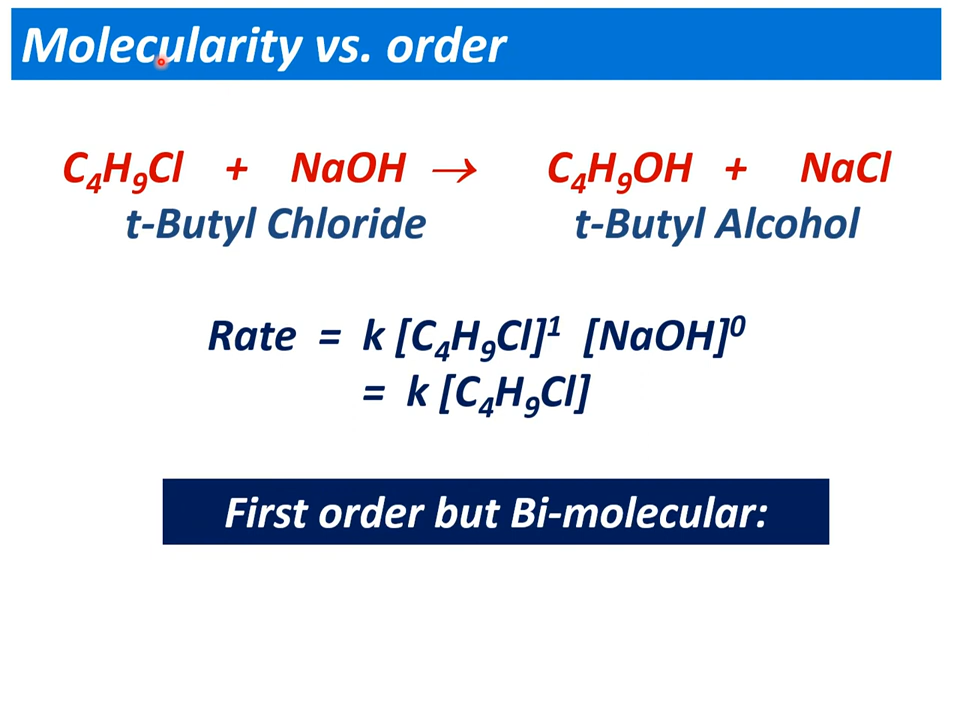 Molecularity vs. order
C₄H₉Cl + NaOH → C₄H₉OH + NaCl
t-Butyl Chloride t-Butyl Alcohol
Rate = k [C₄H₉Cl]¹ [NaOH]⁰
= k [C₄H₉Cl]
First order but Bi-molecular: